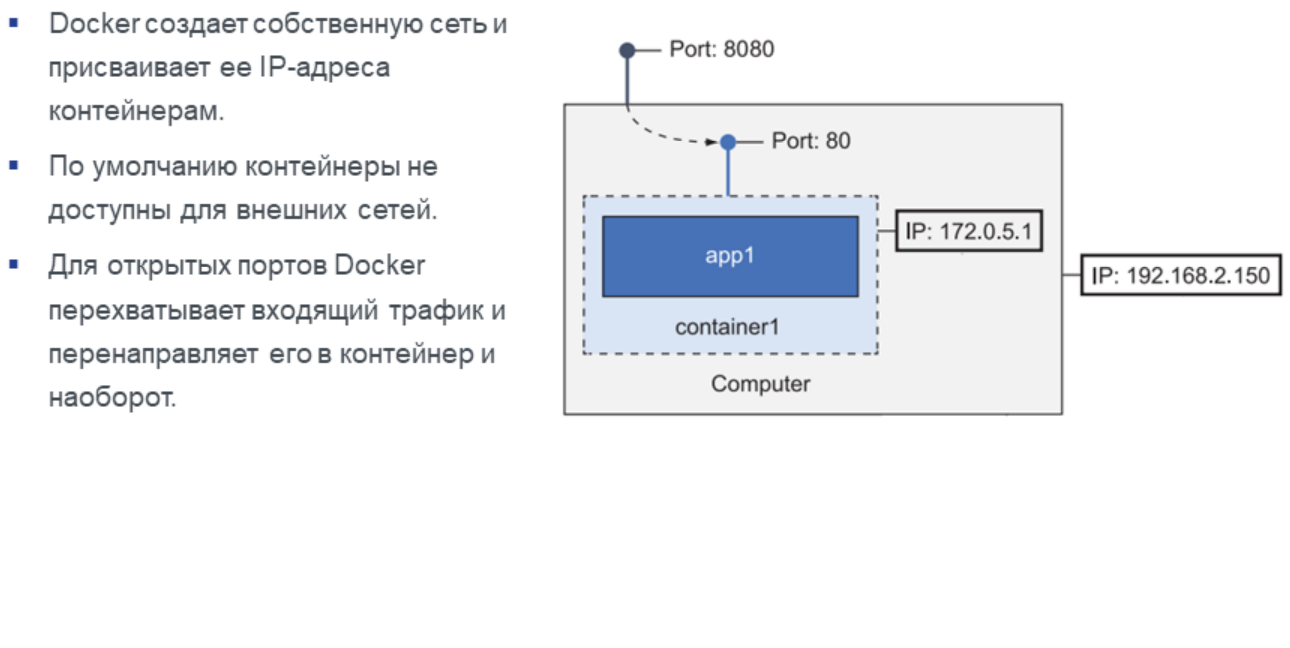 Docker создает собственную сеть и
присваивает ее IP-адреса
контейнерам.
По умолчанию контейнеры не
доступны для внешних сетей.
Для открытых портов Docker
перехватывает входящий трафик и
перенаправляет его в контейнер и
наоборот.
Port: 8080
Port: 80
IP: 172.0.5.1
app1
IP: 192.168.2.150
container1
Computer